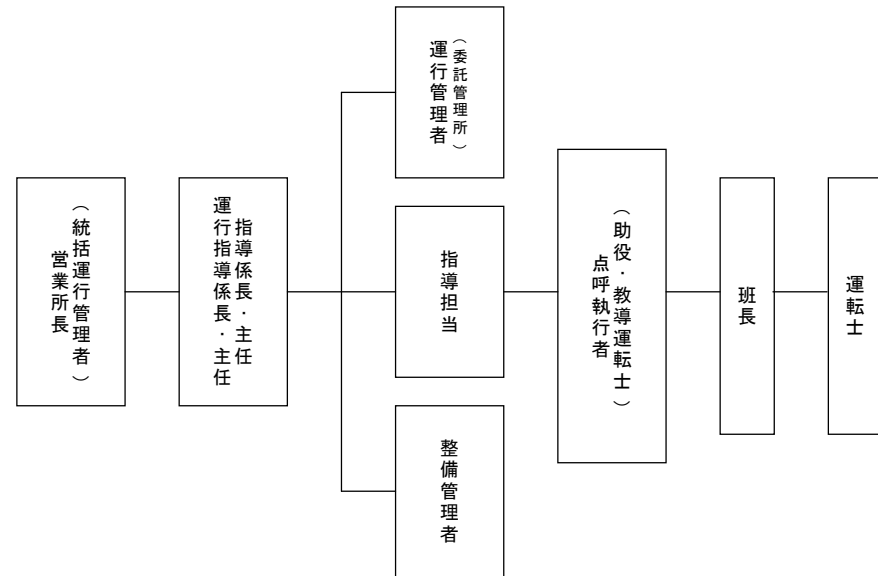 （統括運行管理者）
営業所長
指導係長・主任
運行指導係長・主任
（委託管理所）
運行管理者
指導担当
整備管理者
（助役・教導運転士）
点呼執行者
班長
運転士